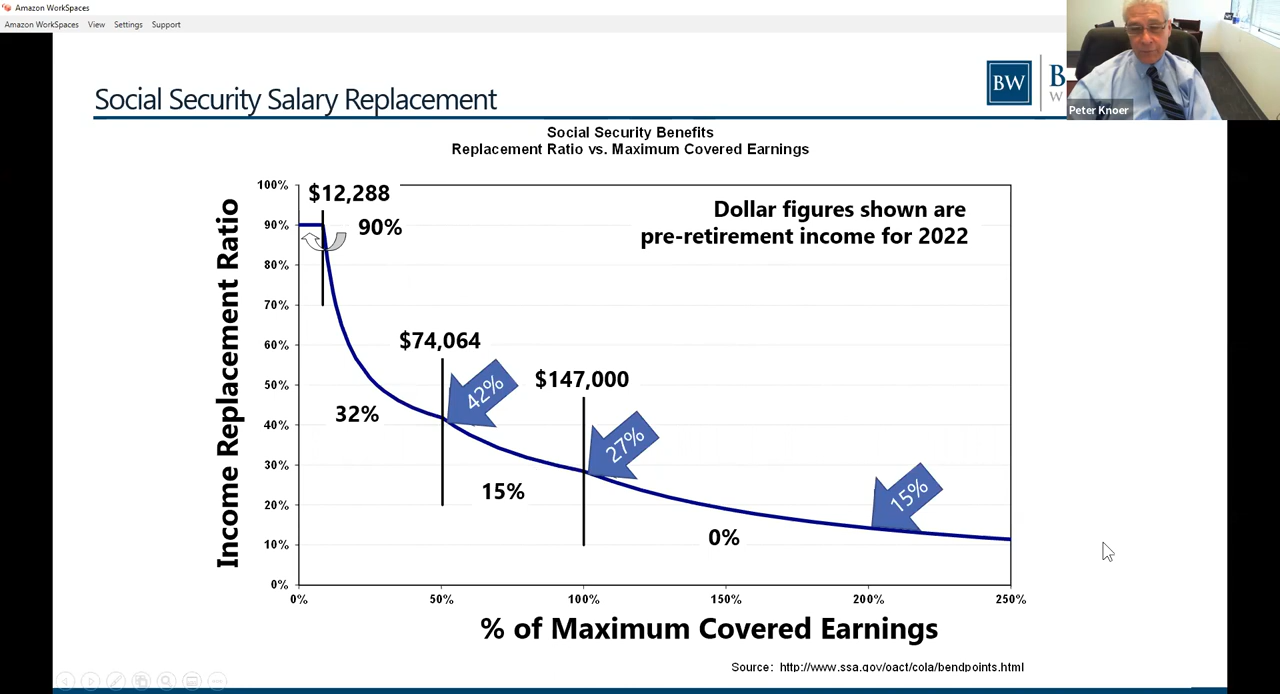 Amazon WorkSpaces
Amazon WorkSpaces View Settings Support
Social Security Salary Replacement
BW
B
W
Peter Knoer
Social Security Benefits
Replacement Ratio vs. Maximum Covered Earnings
Income Replacement Ratio
100%
90%
80%
70%
60%
50%
40%
30%
20%
10%
0%
$12,288
90%
Dollar figures shown are
pre-retirement income for 2022
$74,064
42%
32%
$147,000
27%
15%
15%
0%
0%
50%
100%
150%
200%
250%
% of Maximum Covered Earnings
Source: http://www.ssa.gov/oact/cola/bendpoints.html